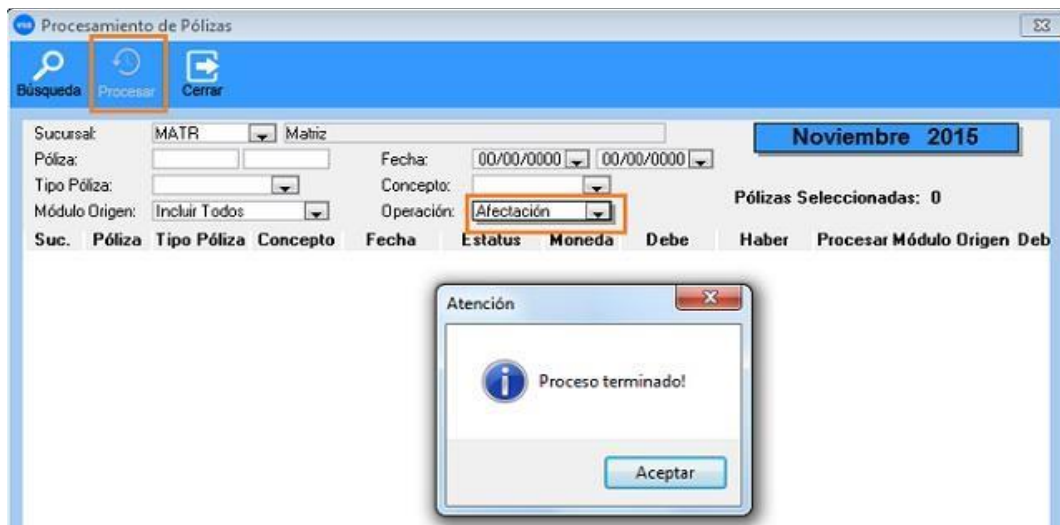 Procesamiento de Pólizas
Búsqueda Procesar Cerrar
Sucursal: MATR Matriz
Noviembre 2015
Póliza: Fecha: 00/00/0000 00/00/0000
Tipo Póliza: Concepto:
Pólizas Seleccionadas: 0
Módulo Origen: Incluir Todos Operación: Afectación
Suc. Póliza Tipo Póliza Concepto Fecha Estatus Moneda Debe Haber Procesar Módulo Origen Deb
Atención
Proceso terminado!
Aceptar